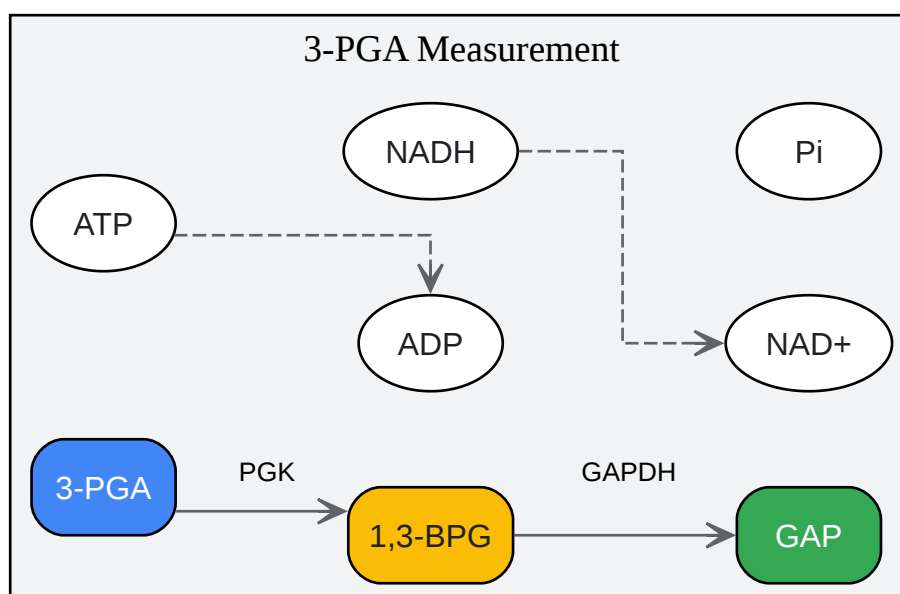 3-PGA Measurement
NADH
Pi
ATP
ADP
NAD+
3-PGA
PGK
1,3-BPG
GAPDH
GAP